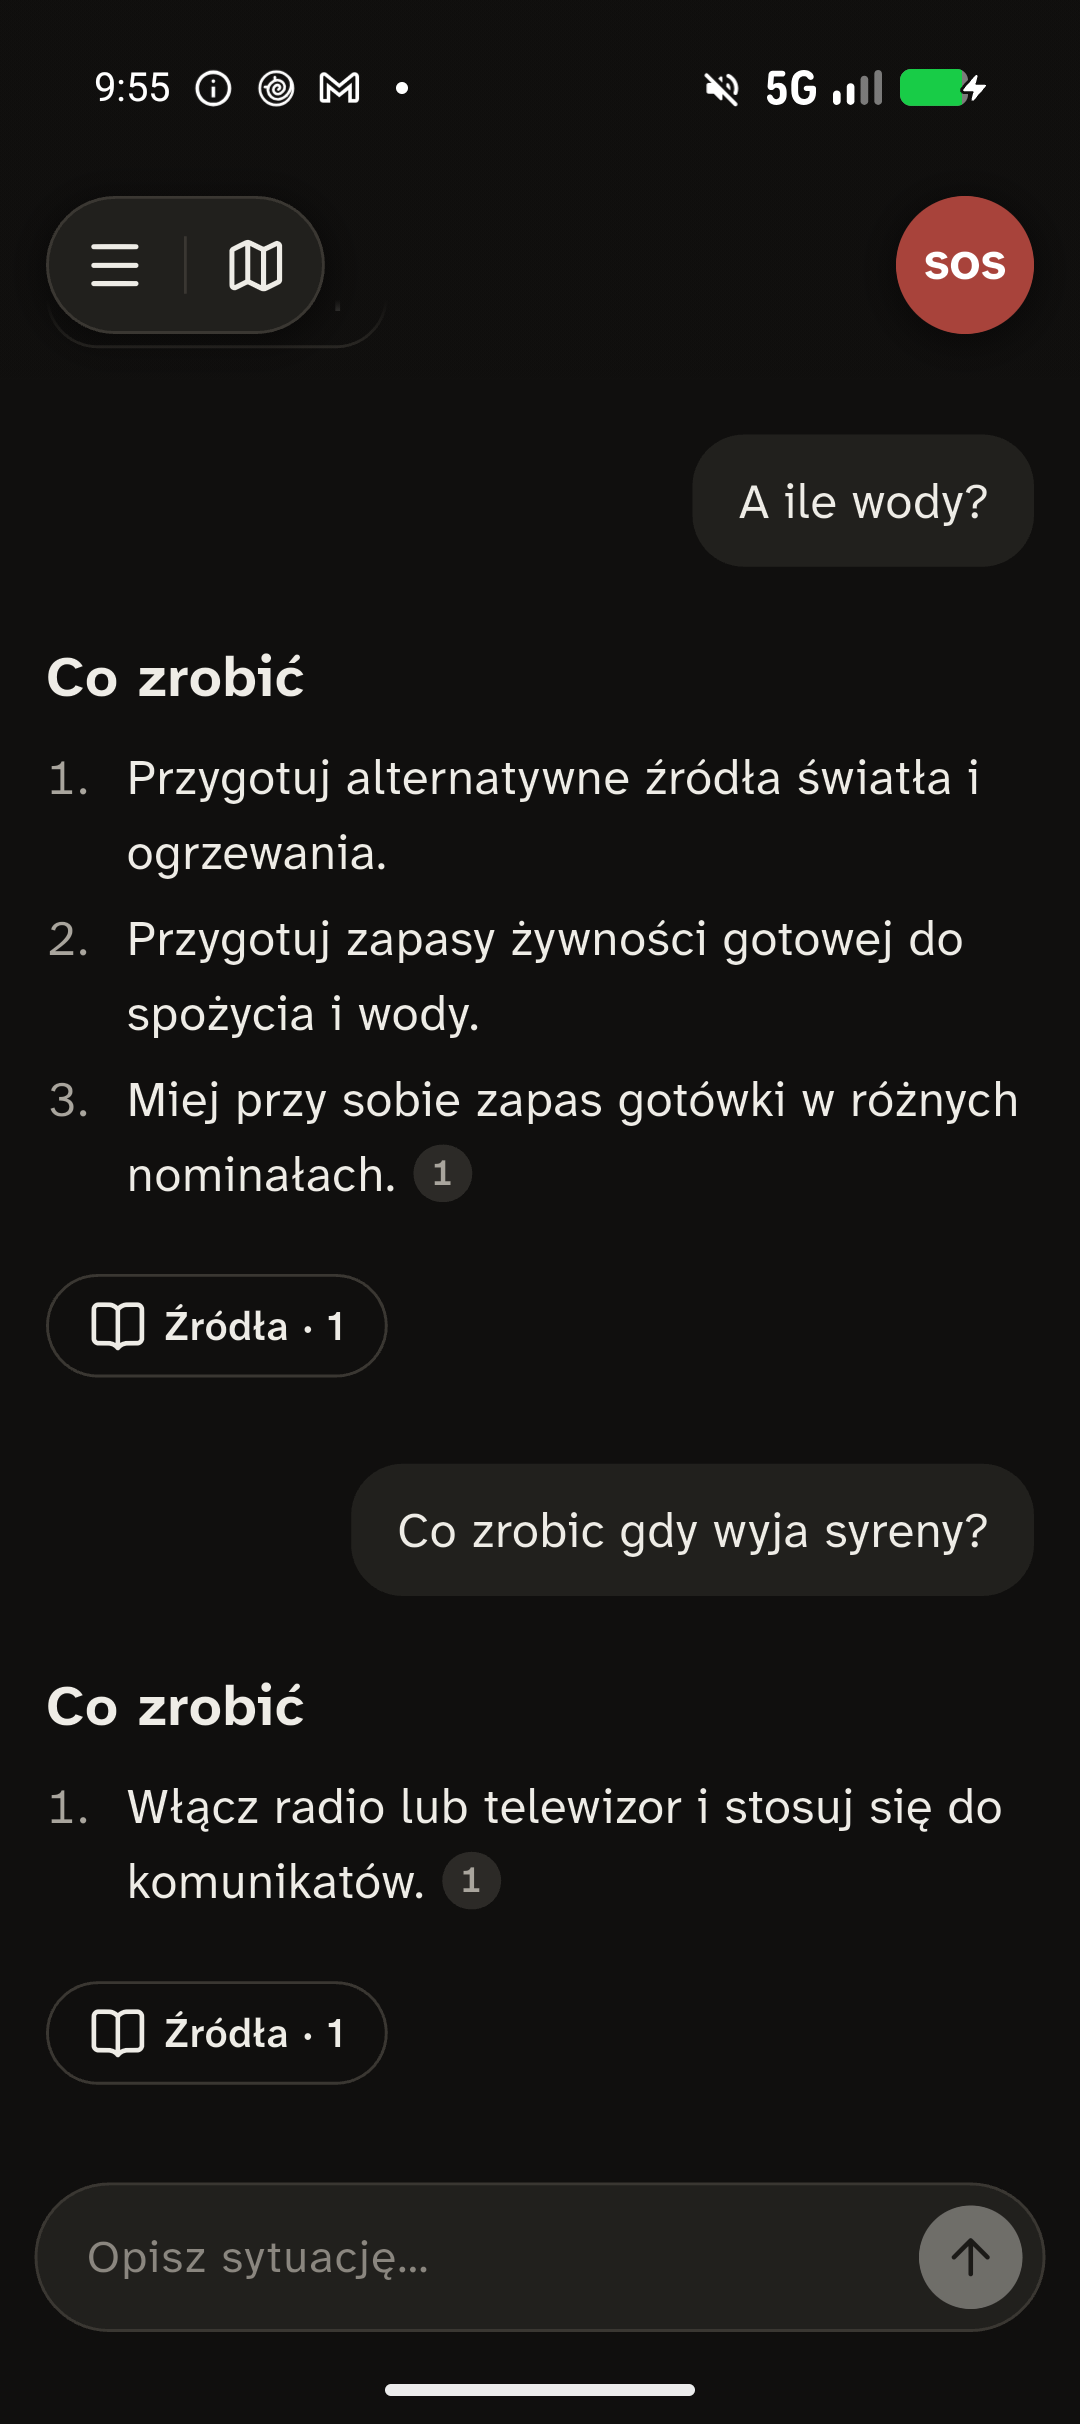 9:55
5G
SOS
A ile wody?
Co zrobić
1. Przygotuj alternatywne źródła światła i
ogrzewania.
2. Przygotuj zapasy żywności gotowej do
spożycia i wody.
3. Miej przy sobie zapas gotówki w różnych
nominałach. 1
Źródła · 1
Co zrobic gdy wyja syreny?
Co zrobić
1. Włącz radio lub telewizor i stosuj się do
komunikatów. 1
Źródła · 1
Opisz sytuację...